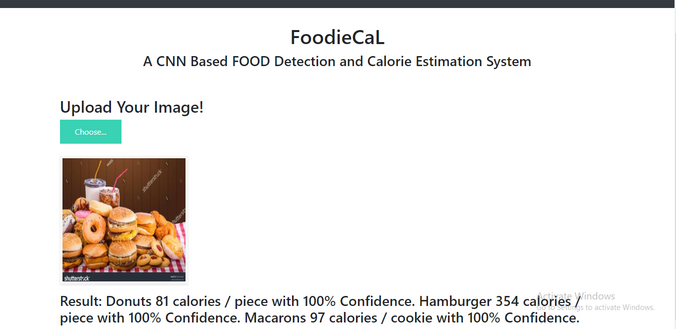 FoodieCaL
A CNN Based FOOD Detection and Calorie Estimation System
Upload Your Image!
Choose...
shutterstock
shutterstock
shutterstock
Result: Donuts 81 calories / piece with 100% Confidence. Hamburger 354 calories /
piece with 100% Confidence. Macarons 97 calories / cookie with 100% Confidence.
Activate Windows
Go to Settings to activate Windows.